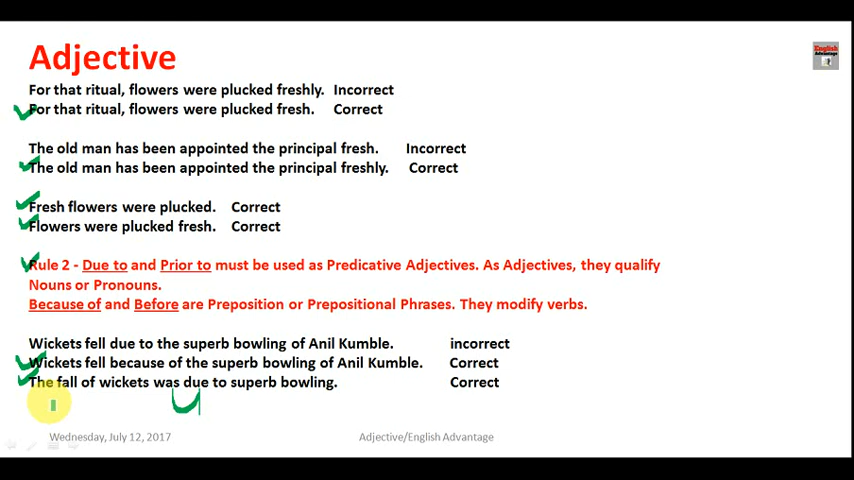 Adjective
English
Advantage
For that ritual, flowers were plucked freshly. Incorrect
For that ritual, flowers were plucked fresh. Correct
The old man has been appointed the principal fresh. Incorrect
The old man has been appointed the principal freshly. Correct
Fresh flowers were plucked. Correct
Flowers were plucked fresh. Correct
Rule 2 - Due to and Prior to must be used as Predicative Adjectives. As Adjectives, they qualify
Nouns or Pronouns.
Because of and Before are Preposition or Prepositional Phrases. They modify verbs.
Wickets fell due to the superb bowling of Anil Kumble. incorrect
Wickets fell because of the superb bowling of Anil Kumble. Correct
The fall of wickets was due to superb bowling. Correct
Wednesday, July 12, 2017 Adjective/English Advantage